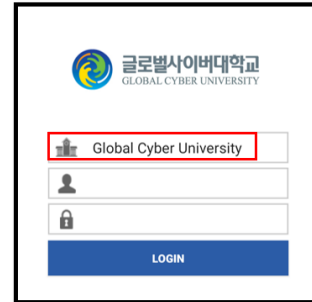 글로벌사이버대학교
GLOBAL CYBER UNIVERSITY
Global Cyber University
LOGIN